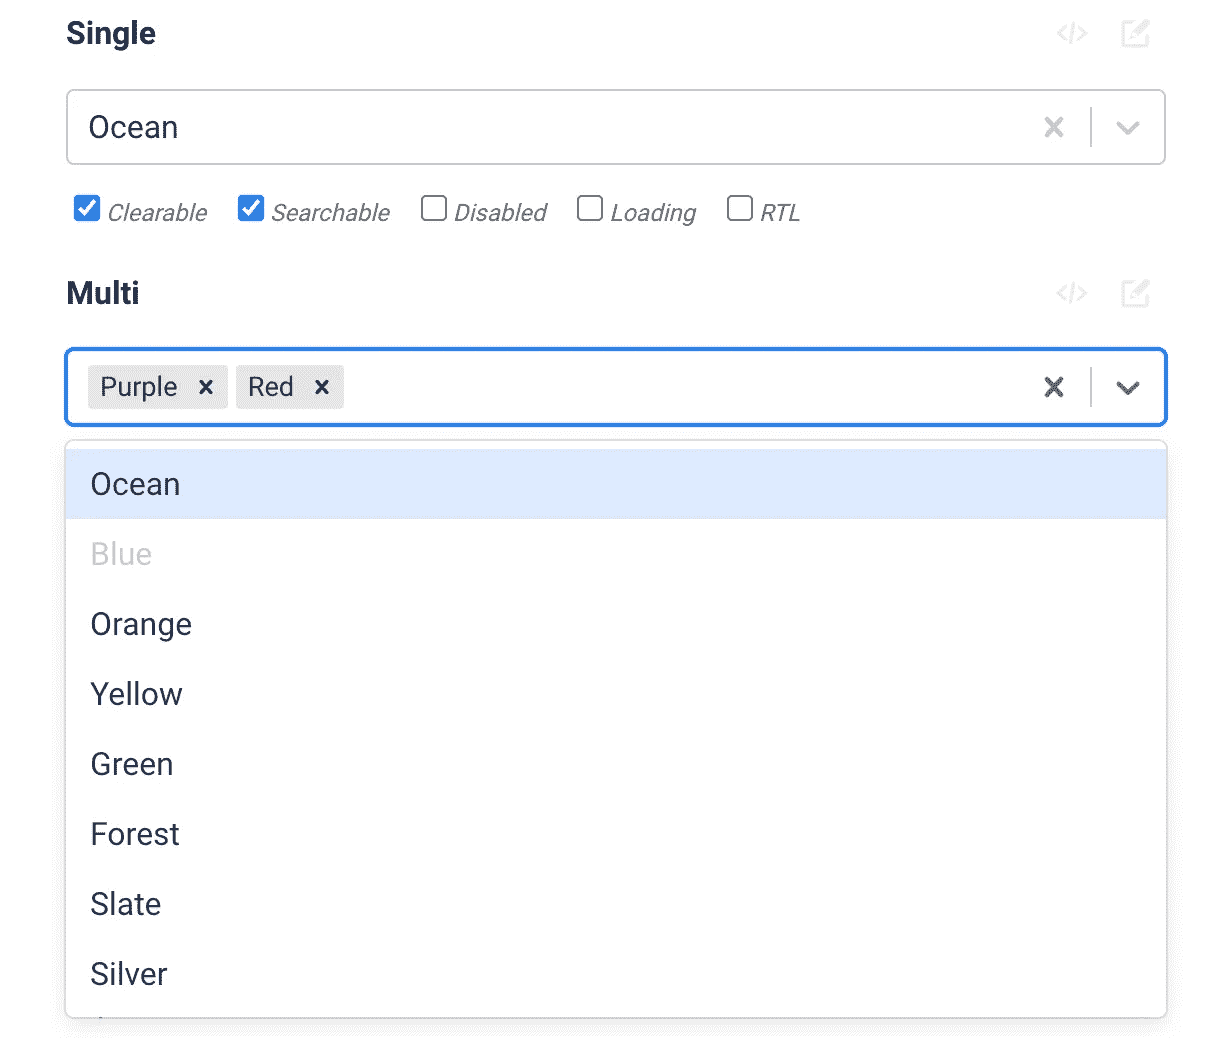 Single
Ocean
Clearable Searchable Disabled Loading RTL
Multi
Purple Red
Ocean
Blue
Orange
Yellow
Green
Forest
Slate
Silver